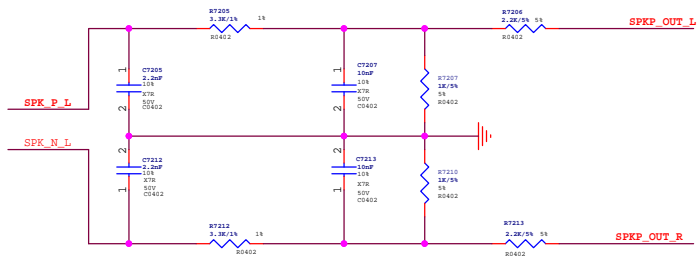 R7205
3.3K/1% 1%
R0402
R7206
2.2K/5% 5%
R0402
SPKP_OUT_L
1
C7205
2.2nF
10%
X7R
50V
C0402
2
1
C7207
10nF
10%
X7R
50V
C0402
2
R7207
1K/5%
5%
R0402
SPK_P_L
SPK_N_L
2
C7212
2.2nF
10%
X7R
50V
C0402
1
2
C7213
10nF
10%
X7R
50V
C0402
1
R7210
1K/5%
5%
R0402
R7212
3.3K/1% 1%
R0402
R7213
2.2K/5% 5%
R0402
SPKP_OUT_R